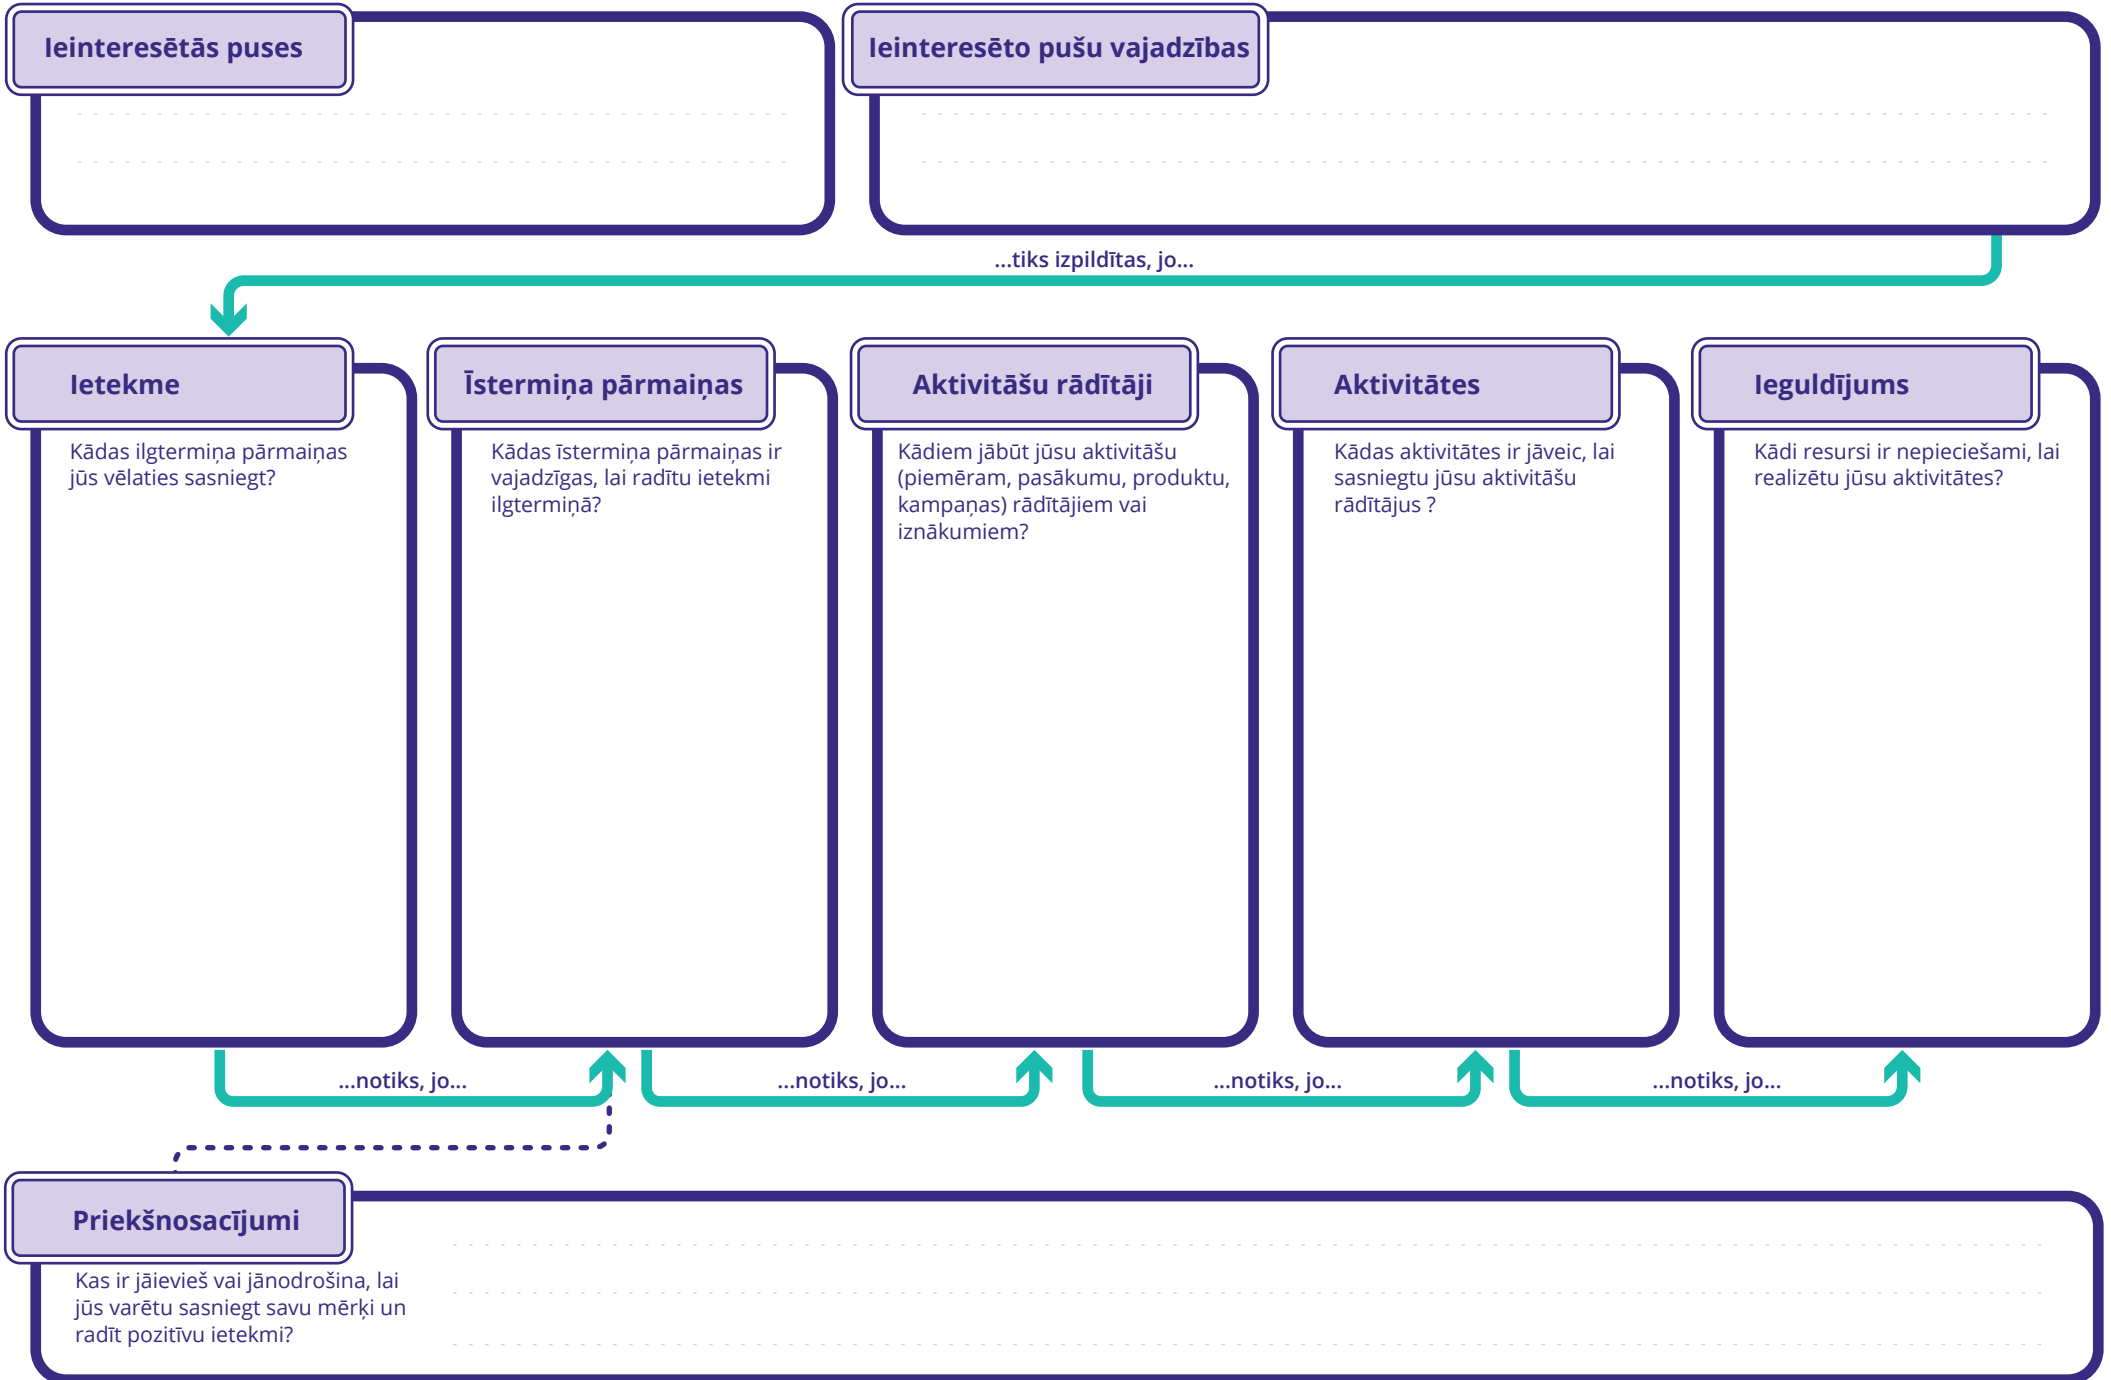 Ieinteresētās puses
Ieinteresēto pušu vajadzības
...tiks izpildītas, jo...
Ietekme
Kādas ilgtermiņa pārmaiņas
jūs vēlaties sasniegt?
Īstermiņa pārmaiņas
Kādas īstermiņa pārmaiņas ir
vajadzīgas, lai radītu ietekmi
ilgtermiņā?
Aktivitāšu rādītāji
Kādiem jābūt jūsu aktivitāšu
(piemēram, pasākumu, produktu,
kampaņas) rādītājiem vai
iznākumiem?
Aktivitātes
Kādas aktivitātes ir jāveic, lai
sasniegtu jūsu aktivitāšu
rādītājus ?
Ieguldījums
Kādi resursi ir nepieciešami, lai
realizētu jūsu aktivitātes?
...notiks, jo...
...notiks, jo...
...notiks, jo...
...notiks, jo...
Priekšnosacījumi
Kas ir jāievieš vai jānodrošina, lai
jūs varētu sasniegt savu mērķi un
radīt pozitīvu ietekmi?